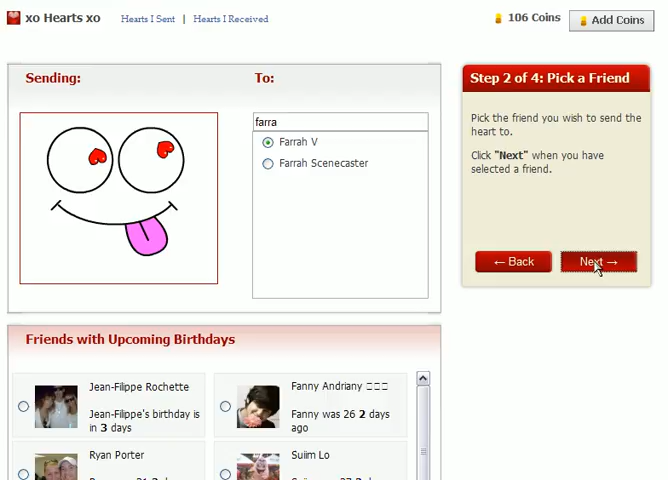 xo Hearts xo
Hearts I Sent | Hearts I Received
106 Coins
Add Coins
Sending:
To:
farra
Farrah V
Farrah Scenecaster
Step 2 of 4: Pick a Friend
Pick the friend you wish to send the
heart to.
Click "Next" when you have
selected a friend.
← Back
Next →
Friends with Upcoming Birthdays
Jean-Filippe Rochette
Jean-Filippe's birthday is
in 3 days
Fanny Andriany
Fanny was 26 2 days
ago
Ryan Porter
Suiim Lo